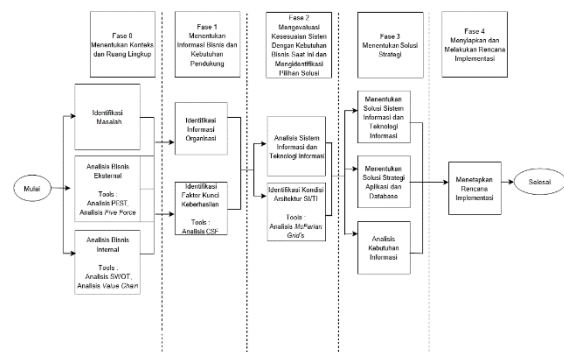 Fase 0
Menentukan Konteks
dan Ruang Lingkup
Fase 1
Menentukan
Informasi Bisnis dan
Kebutuhan
Pendukung
Fase 2
Mengevaluasi
Kesesuaian Sistem
Dengan Kebutuhan
Bisnis Saat Ini dan
Mengidentifikasi
Pilihan Solusi
Fase 3
Menentukan Solusi
Strategi
Fase 4
Menyiapkan dan
Melakukan Rencana
Implementasi
Mulai
Identifikasi
Masalah
Analisis Bisnis
Eksternal
Tools :
Analisis PEST,
Analisis Five Force
Analisis Bisnis
Internal
Tools :
Analisis SWOT,
Analisis Value Chain
Identifikasi
Informasi
Organisasi
Identifikasi
Faktor Kunci
Keberhasilan
Tools :
Analisis CSF
Analisis Sistem
Informasi dan
Teknologi Informasi
Identifikasi Kondisi
Arsitektur SI/TI
Tools :
Analisis McFarlan
Grid's
Menentukan
Solusi Sistem
Informasi dan
Teknologi
Informasi
Menentukan
Solusi Strategi
Aplikasi dan
Database
Analisis
Kebutuhan
Informasi
Menetapkan
Rencana
Implementasi
Selesai